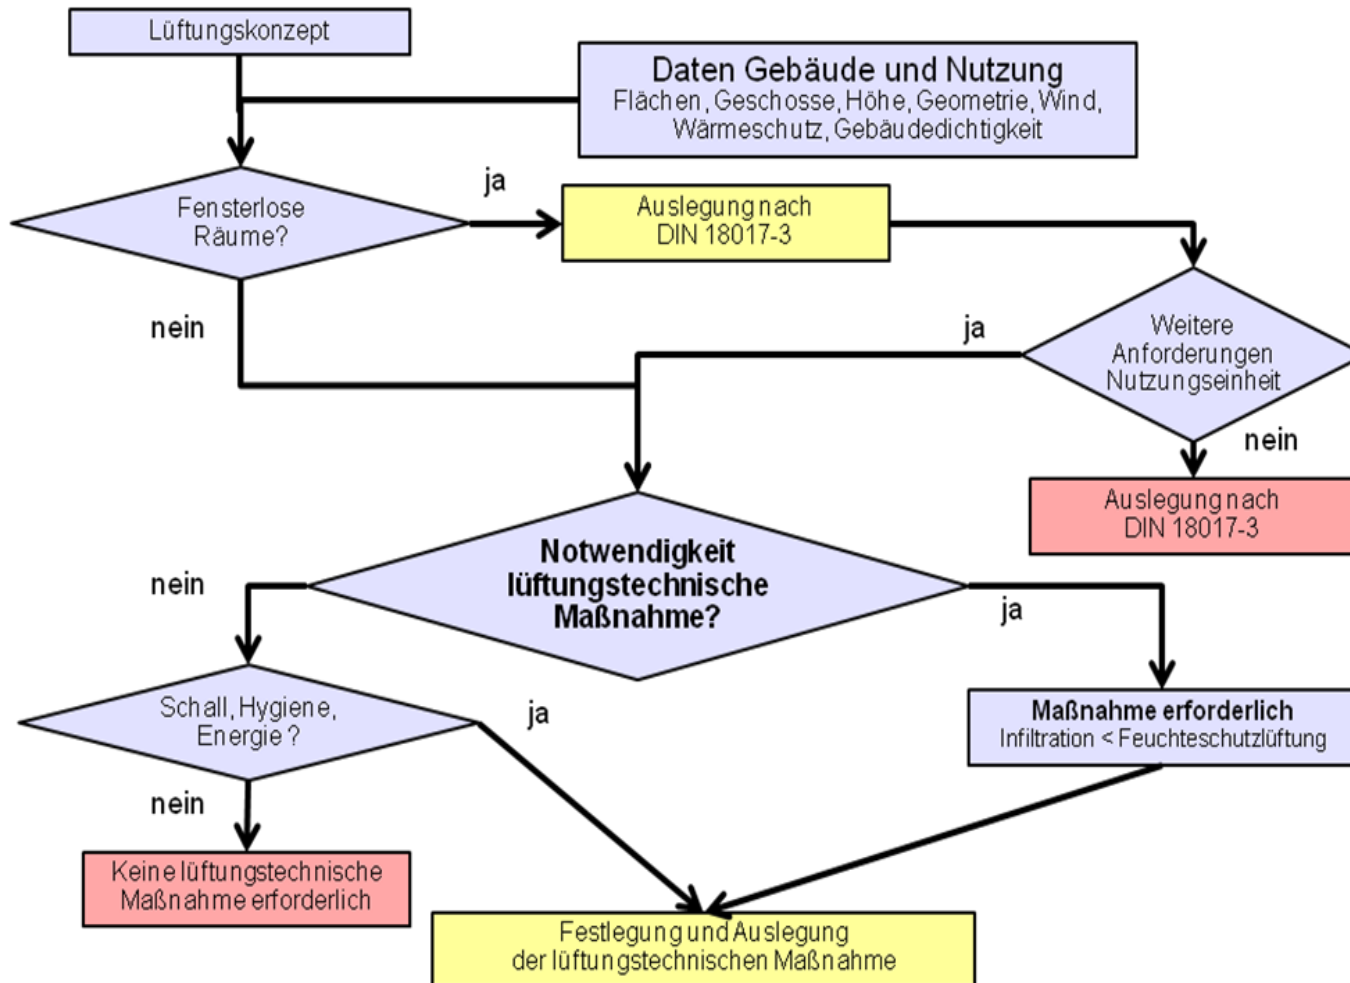 Lüftungskonzept
Daten Gebäude und Nutzung
Flächen, Geschosse, Höhe, Geometrie, Wind,
Wärmeschutz, Gebäudedichtigkeit
Fensterlose
Räume?
ja
Auslegung nach
DIN 18017-3
nein
ja
Weitere
Anforderungen
Nutzungseinheit
nein
Auslegung nach
DIN 18017-3
Notwendigkeit
lüftungstechnische
Maßnahme?
nein
ja
Schall, Hygiene,
Energie?
ja
Maßnahme erforderlich
Infiltration < Feuchteschutzlüftung
nein
Keine lüftungstechnische
Maßnahme erforderlich
Festlegung und Auslegung
der lüftungstechnischen Maßnahme